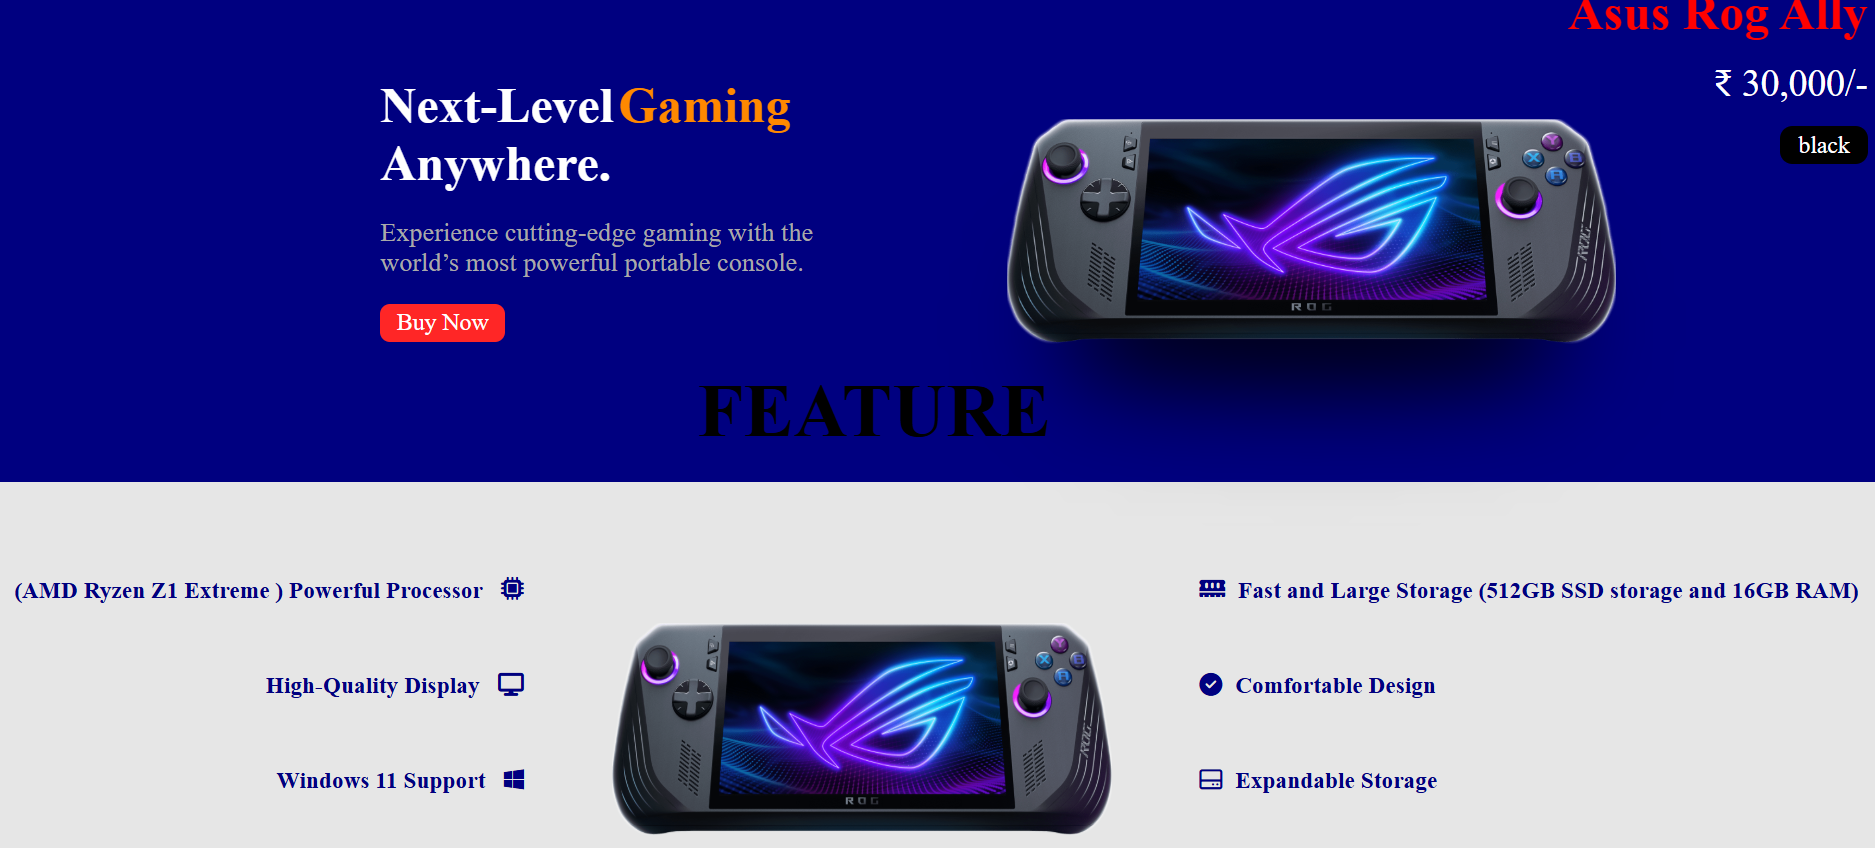 Asus Rog Ally
₹ 30,000/-
black
Next-Level Gaming
Anywhere.
Experience cutting-edge gaming with the
world’s most powerful portable console.
Buy Now
Y
X
B
A
ROG
ROG
FEATURE
(AMD Ryzen Z1 Extreme ) Powerful Processor
High-Quality Display
Windows 11 Support
Y
X
B
A
ROG
ROG
Fast and Large Storage (512GB SSD storage and 16GB RAM)
Comfortable Design
Expandable Storage